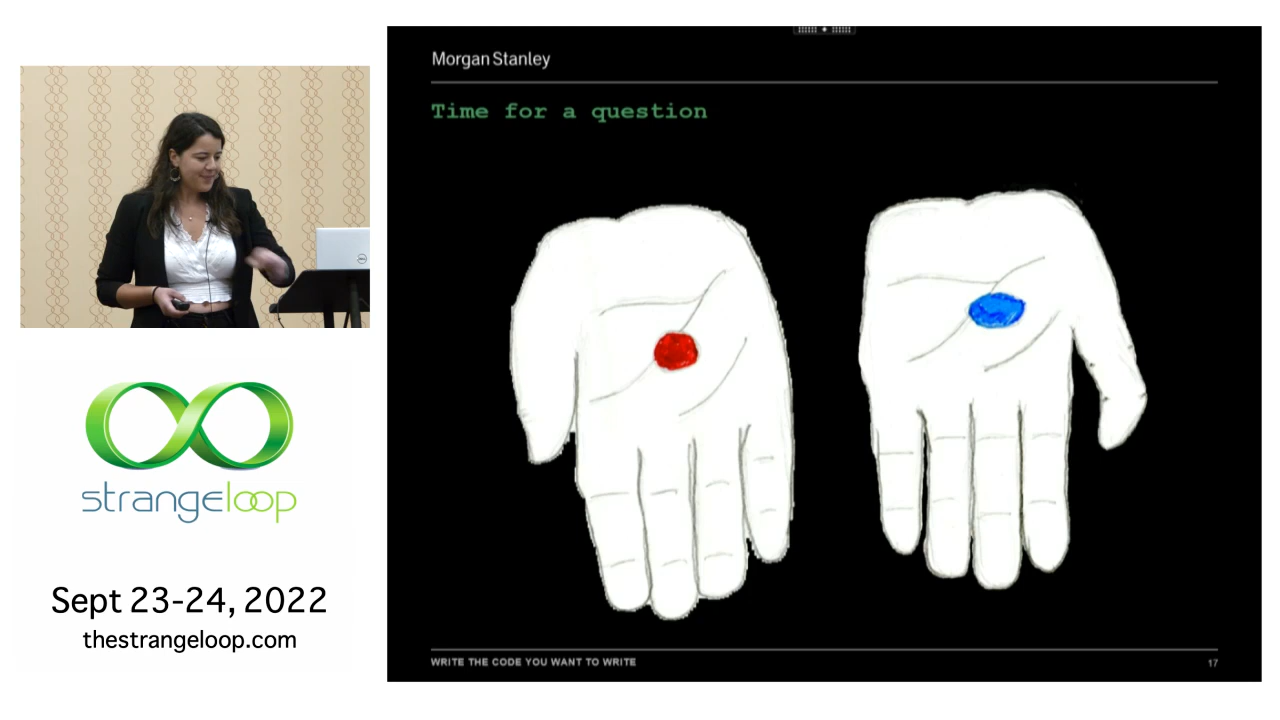 Morgan Stanley
Time for a question
strangeloop
Sept 23-24, 2022
thestrangeloop.com
WRITE THE CODE YOU WANT TO WRITE
17